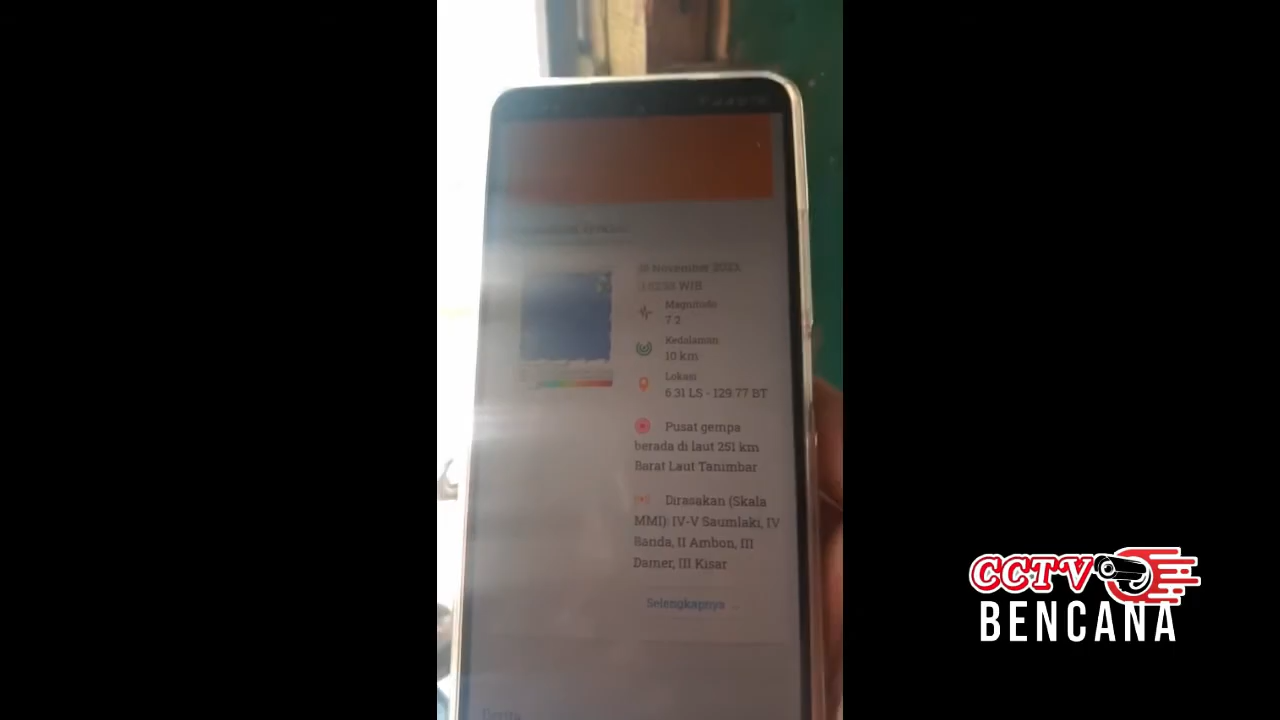 November 2023,
WIB
Magnitudo
7.2
Kedalaman
10 km
Lokasi
6.31 LS - 129.77 BT
Pusat gempa
berada di laut 251 km
Barat Laut Tanimbar
Dirasakan (Skala
MMI): IV-V Saumlaki, IV
Banda, II Ambon, III
Damer, III Kisar
Selengkapnya
Berita
CCTV
BENCANA